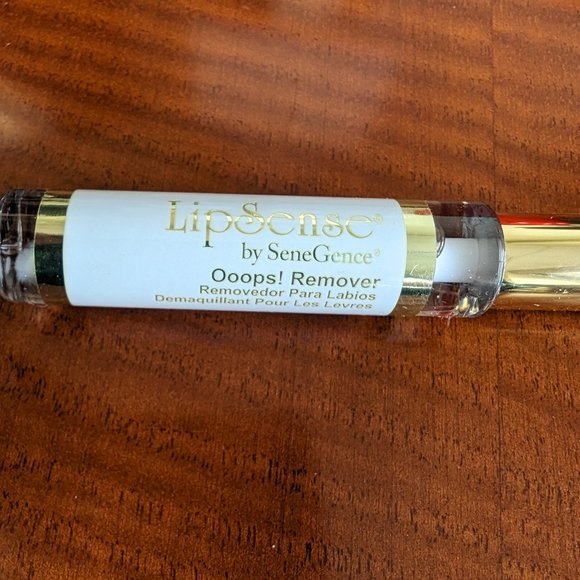 LipSense®
by SeneGence®
Ooops! Remover
Removedor Para Labios
Demaquillant Pour Les Levres